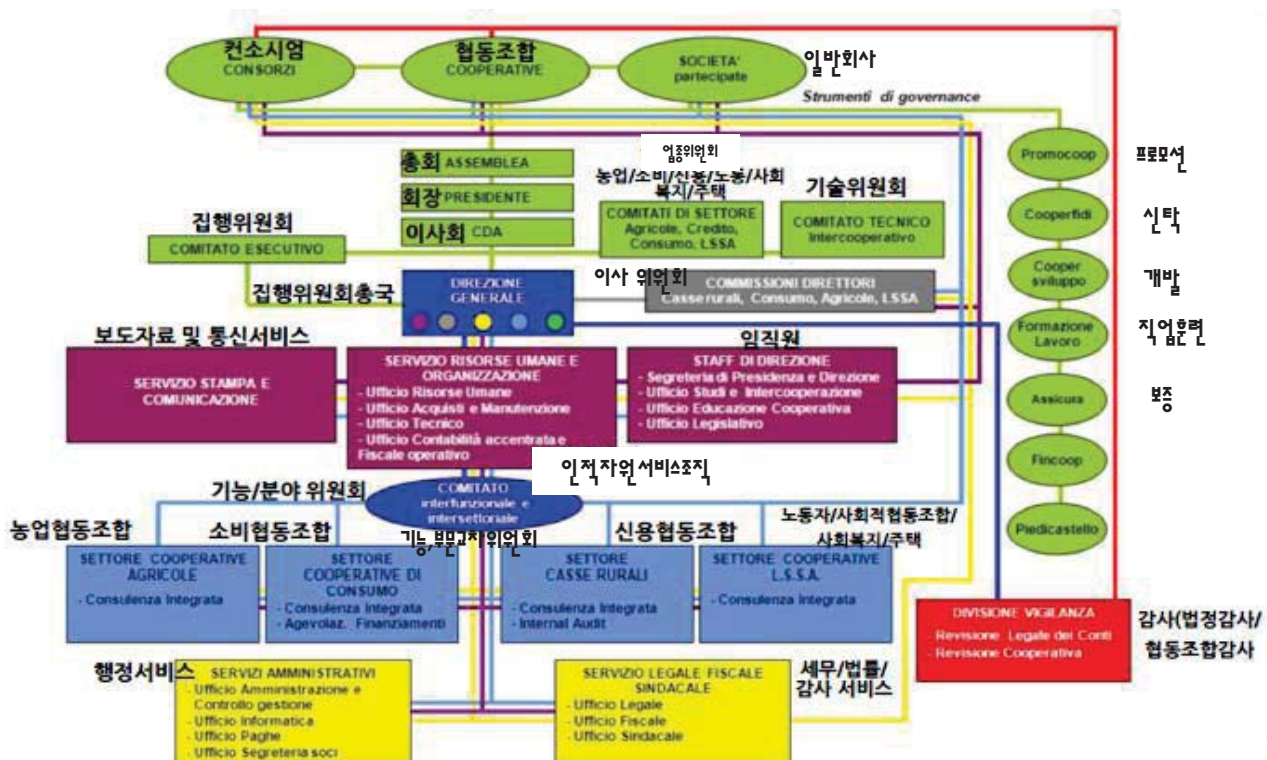 컨소시엄
CONSORZI
협동조합
COOPERATIVE
SOCIETA'
partecipate
일반회사
Strumenti di governance
총회 ASSEMBLEA
회장 PRESIDENTE
이사회 CDA
집행위원회
COMITATO ESECUTIVO
업종위원회
농업/소비/신용/노동/사회
복지/주택
COMITATI DI SETTORE
Agricole, Credito,
Consumo, LSSA
기술위원회
COMITATO TECNICO
Intercooperativo
Promocoop
프로모션
Cooperfidi
신탁
Cooper
sviluppo
개발
Formazione
Lavoro
직업훈련
Assicura
보증
Fincoop
Piedicastello
집행위원회총국
DIREZIONE
GENERALE
이사 위원회
COMMISSIONI DIRETTORI
Casse rurali, Consumo, Agricole, LSSA
보도자료 및 통신서비스
SERVIZIO STAMPA E
COMUNICAZIONE
SERVIZIO RISORSE UMANE E
ORGANIZZAZIONE
- Ufficio Risorse Umane
- Ufficio Acquisti e Manutenzione
- Ufficio Tecnico
- Ufficio Contabilità accentrata e
Fiscale operativo
임직원
STAFF DI DIREZIONE
- Segreteria di Presidenza e Direzione
- Ufficio Studi e Intercooperazione
- Ufficio Educazione Cooperativa
- Ufficio Legislativo
인적자원서비스조직
기능/분야 위원회
COMITATO
interfunzionale e
intersettoriale
기능,부문교차위원회
농업협동조합
SETTORE COOPERATIVE
AGRICOLE
- Consulenza Integrata
소비협동조합
SETTORE
COOPERATIVE DI
CONSUMO
- Consulenza Integrata
- Agevolaz. Finanziamenti
신용협동조합
SETTORE
CASSE RURALI
- Consulenza Integrata
- Internal Audit
노동자/사회적협동조합/
사회복지/주택
SETTORE COOPERATIVE
L.S.S.A.
- Consulenza Integrata
DIVISIONE VIGILANZA
- Revisione Legale dei Conti
- Revisione Cooperativa
감사(법정감사/
협동조합감사
행정서비스
SERVIZI AMMINISTRATIVI
- Ufficio Amministrazione e
Controllo gestione
- Ufficio Informatica
- Ufficio Paghe
- Ufficio Segreteria soci
SERVIZIO LEGALE FISCALE
SINDACALE
- Ufficio Legale
- Ufficio Fiscale
- Ufficio Sindacale
세무/법률/
감사 서비스